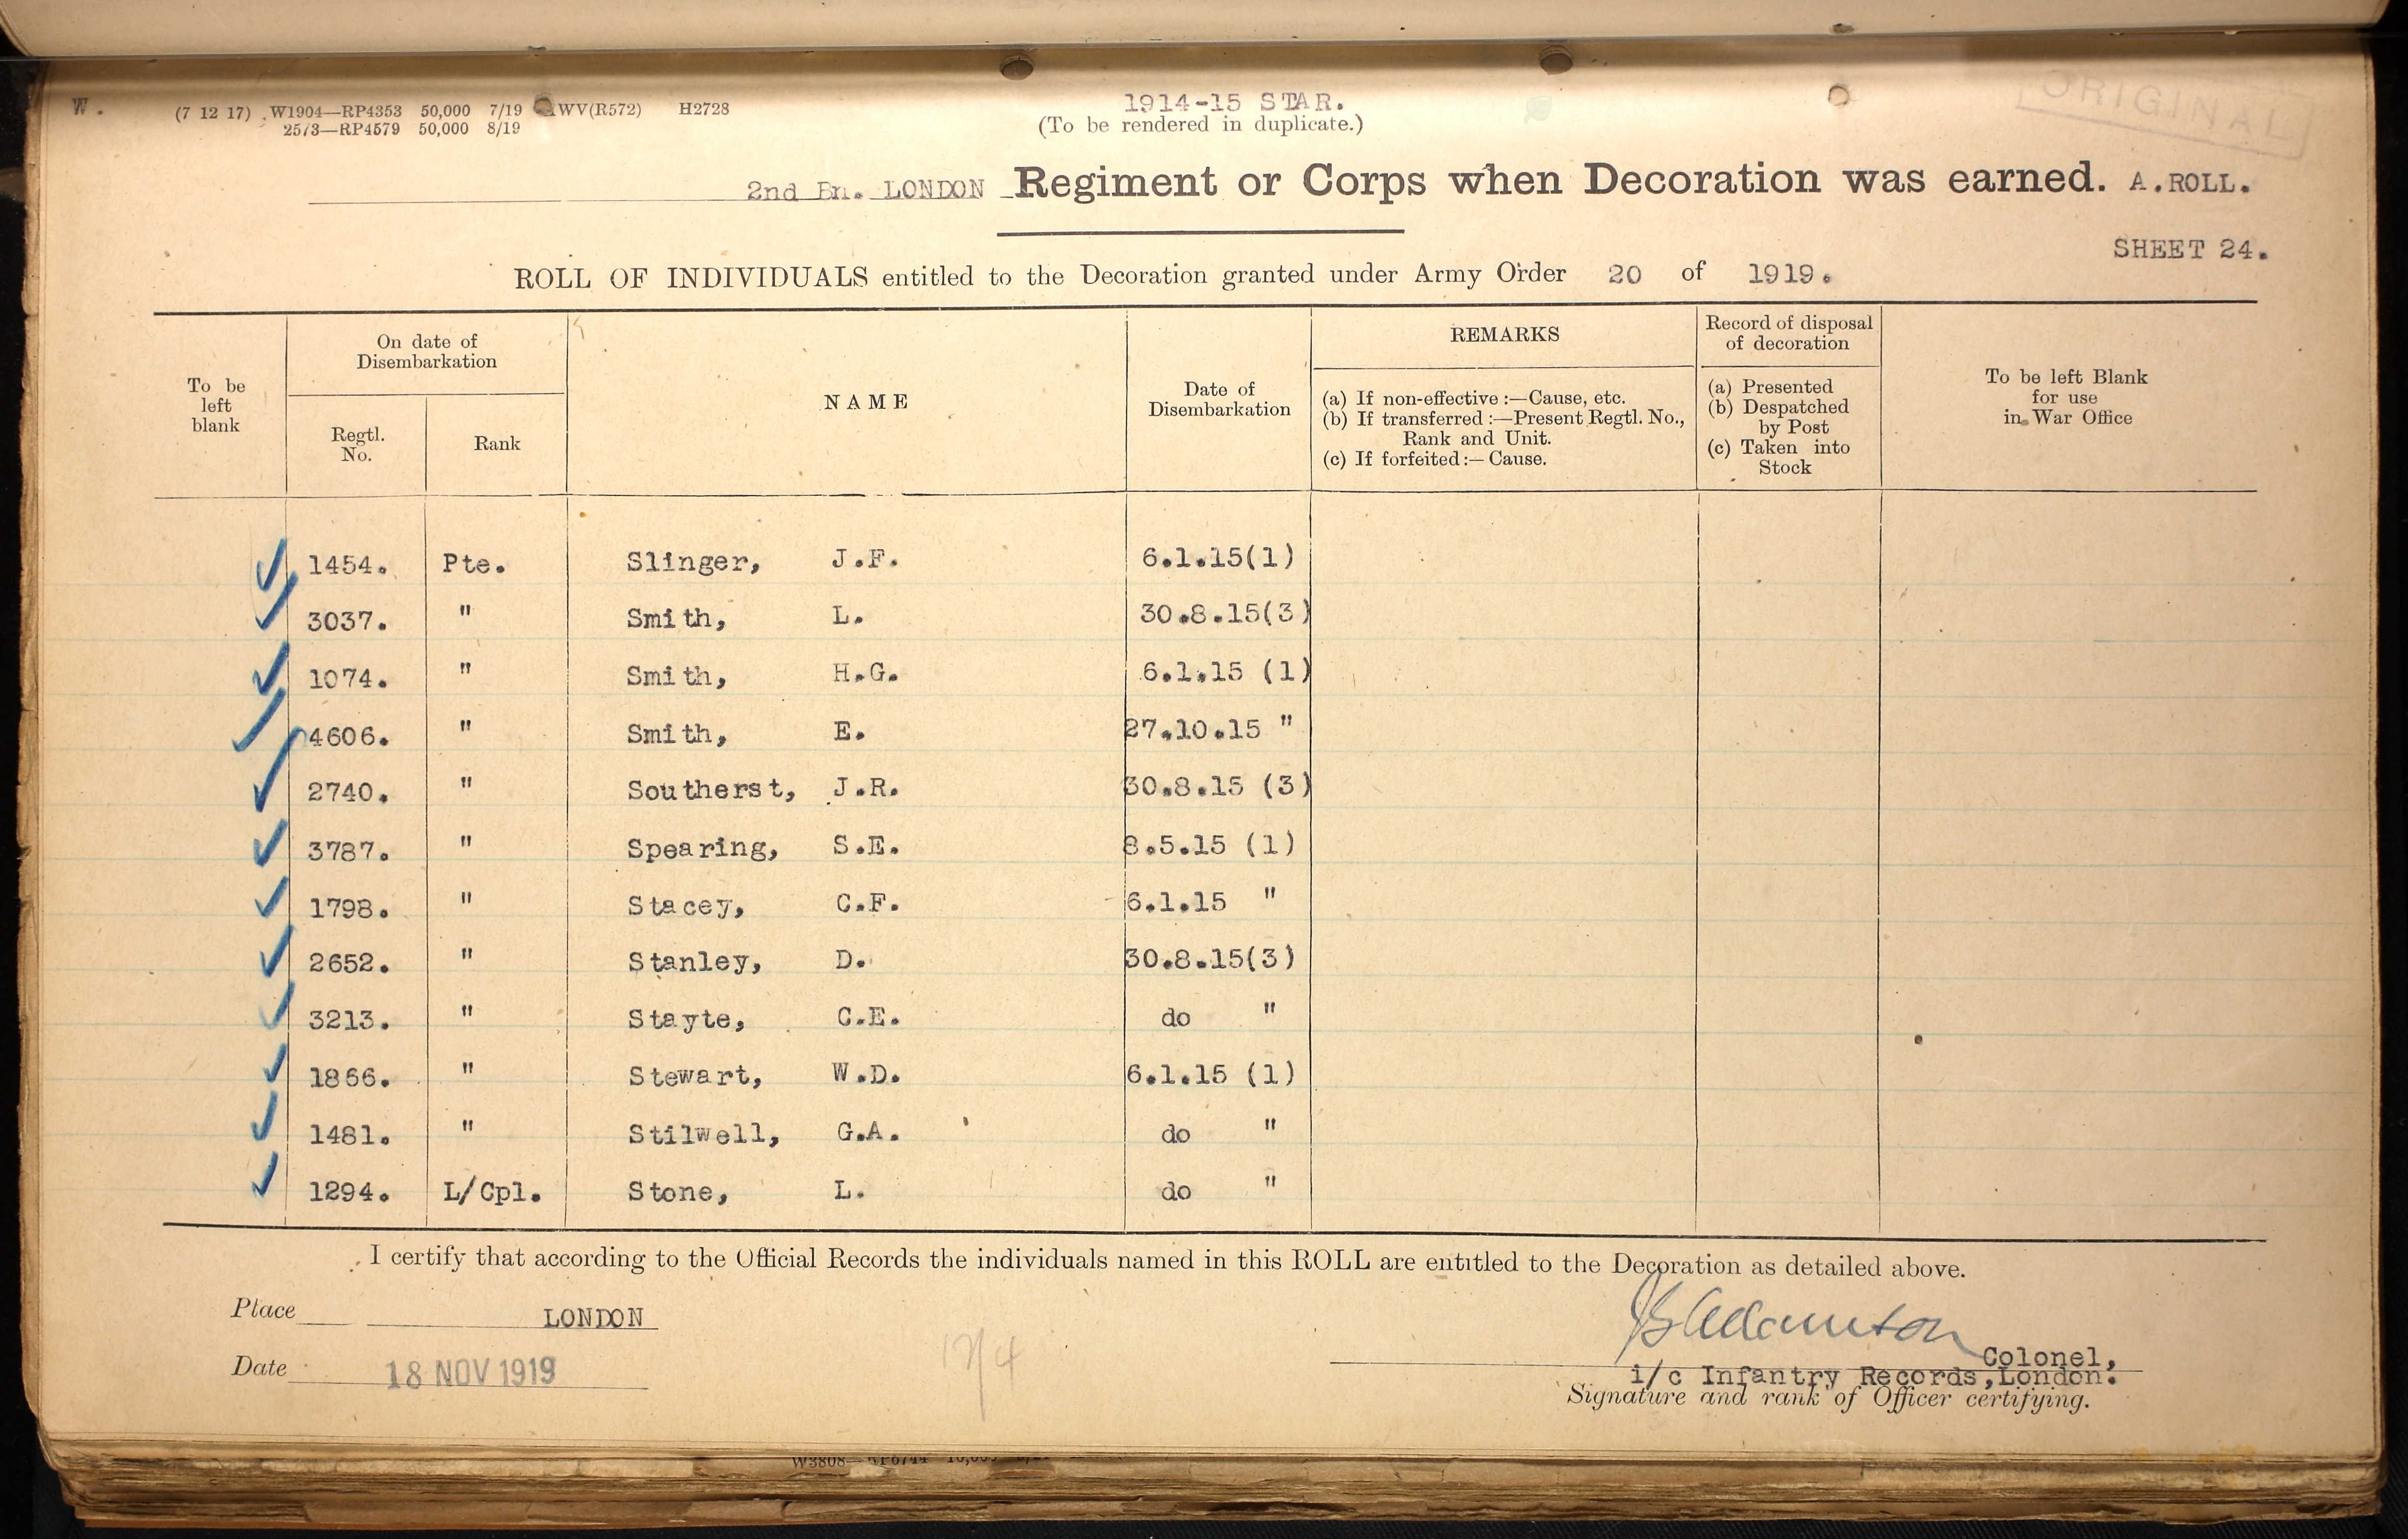 W.
(7 12 17) W1904—RP4353 50,000 7/19 WV(R572) H2728
2573—RP4579 50,000 8/19
1914-15 STAR.
(To be rendered in duplicate.)
ORIGINAL
2nd Bn. LONDON Regiment or Corps when Decoration was earned. A.ROLL.
SHEET 24.
ROLL OF INDIVIDUALS entitled to the Decoration granted under Army Order 20 of 1919.
To be left blank
On date of Disembarkation
Regtl. No.
Rank
NAME
Date of Disembarkation
REMARKS
(a) If non-effective :—Cause, etc.
(b) If transferred :—Present Regtl. No., Rank and Unit.
(c) If forfeited :—Cause.
Record of disposal of decoration
(a) Presented
(b) Despatched by Post
(c) Taken into Stock
To be left Blank for use in War Office
1454. Pte. Slinger, J.F. 6.1.15(1)
3037. " Smith, L. 30.8.15(3)
1074. " Smith, H.G. 6.1.15 (1)
4606. " Smith, E. 27.10.15 "
2740. " Southerst, J.R. 30.8.15 (3)
3787. " Spearing, S.E. 8.5.15 (1)
1798. " Stacey, C.F. 6.1.15 "
2652. " Stanley, D. 30.8.15(3)
3213. " Stayte, C.E. do "
1866. " Stewart, W.D. 6.1.15 (1)
1481. " Stilwell, G.A. do "
1294. L/Cpl. Stone, L. do "
I certify that according to the Official Records the individuals named in this ROLL are entitled to the Decoration as detailed above.
Place LONDON
Date 18 NOV 1919
Colonel,
i/c Infantry Records,London.
Signature and rank of Officer certifying.